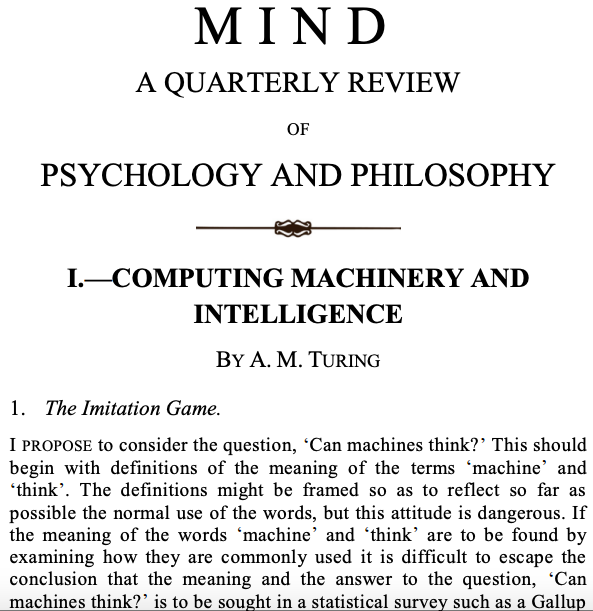 M I N D
A QUARTERLY REVIEW
OF
PSYCHOLOGY AND PHILOSOPHY
I.—COMPUTING MACHINERY AND
INTELLIGENCE
BY A. M. TURING
1. The Imitation Game.
I PROPOSE to consider the question, ‘Can machines think?’ This should
begin with definitions of the meaning of the terms ‘machine’ and
‘think’. The definitions might be framed so as to reflect so far as
possible the normal use of the words, but this attitude is dangerous. If
the meaning of the words ‘machine’ and ‘think’ are to be found by
examining how they are commonly used it is difficult to escape the
conclusion that the meaning and the answer to the question, ‘Can
machines think?’ is to be sought in a statistical survey such as a Gallup